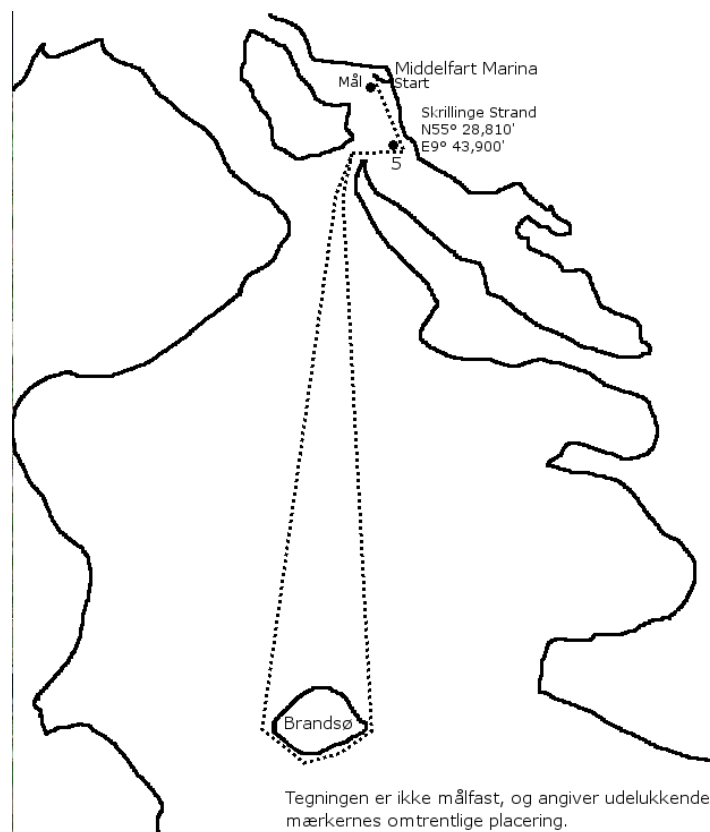 Middelfart Marina
Mål Start
Skrillinge Strand
N55° 28,810'
E9° 43,900'
5
Brandsø
Tegningen er ikke målfast, og angiver udelukkende
mærkernes omtrentlige placering.